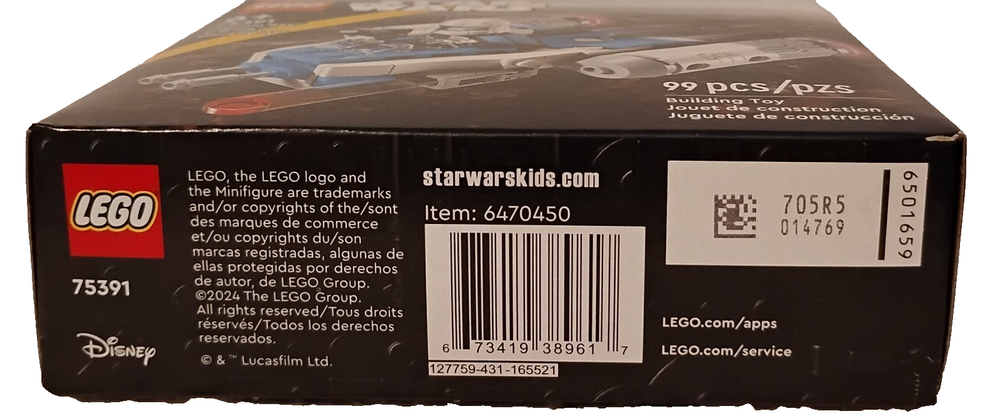 99 pcs/pzs
Building Toy
Jouet de construction
Juguete de construcción
LEGO
75391
Disney
LEGO, the LEGO logo and
the Minifigure are trademarks
and/or copyrights of the/sont
des marques de commerce
et/ou copyrights du/son
marcas registradas, algunas de
ellas protegidas por derechos
de autor, de LEGO Group.
©2024 The LEGO Group.
All rights reserved/Tous droits
réservés/Todos los derechos
reservados.
© & ™ Lucasfilm Ltd.
starwarskids.com
Item: 6470450
6 73419 38961 7
127759-431-165521
705R5
014769
6501659
LEGO.com/apps
LEGO.com/service